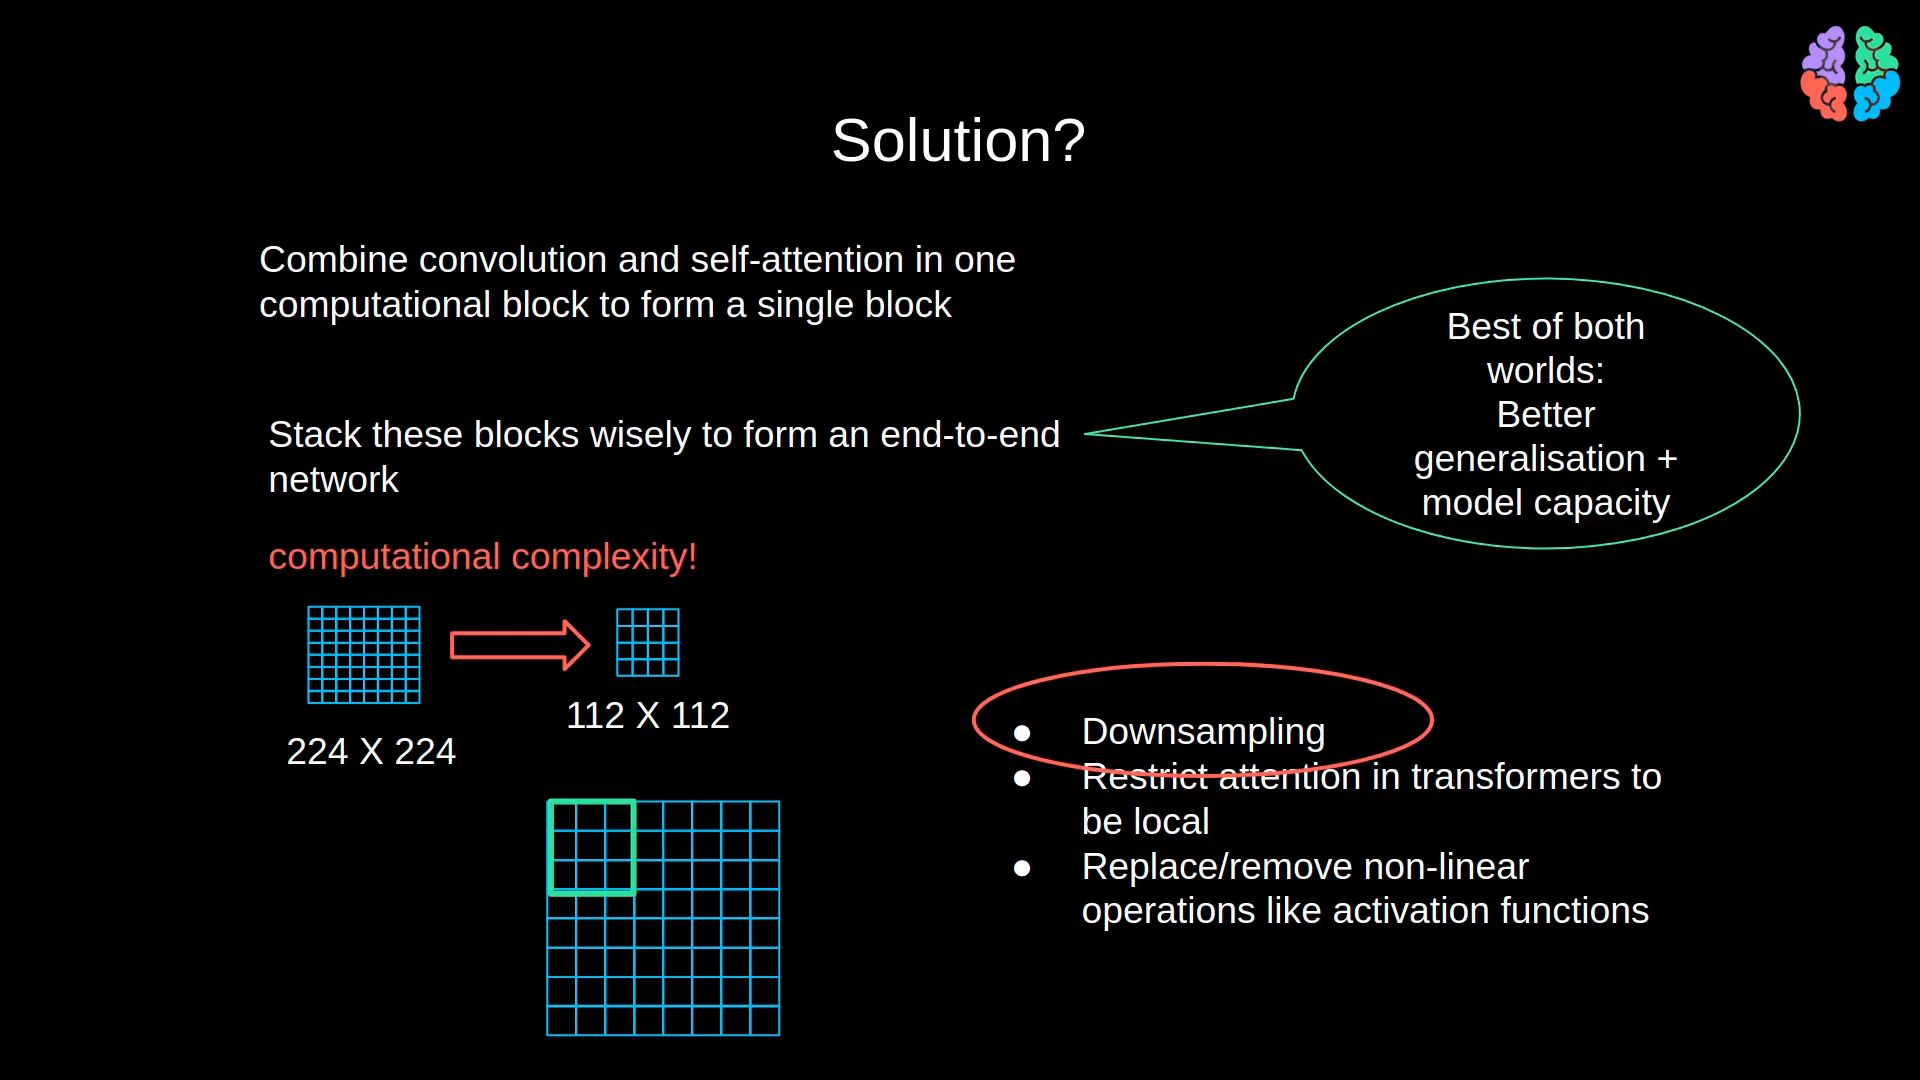 Solution?
Combine convolution and self-attention in one
computational block to form a single block
Stack these blocks wisely to form an end-to-end
network
Best of both
worlds:
Better
generalisation +
model capacity
computational complexity!
224 X 224
112 X 112
● Downsampling
● Restrict attention in transformers to
be local
● Replace/remove non-linear
operations like activation functions